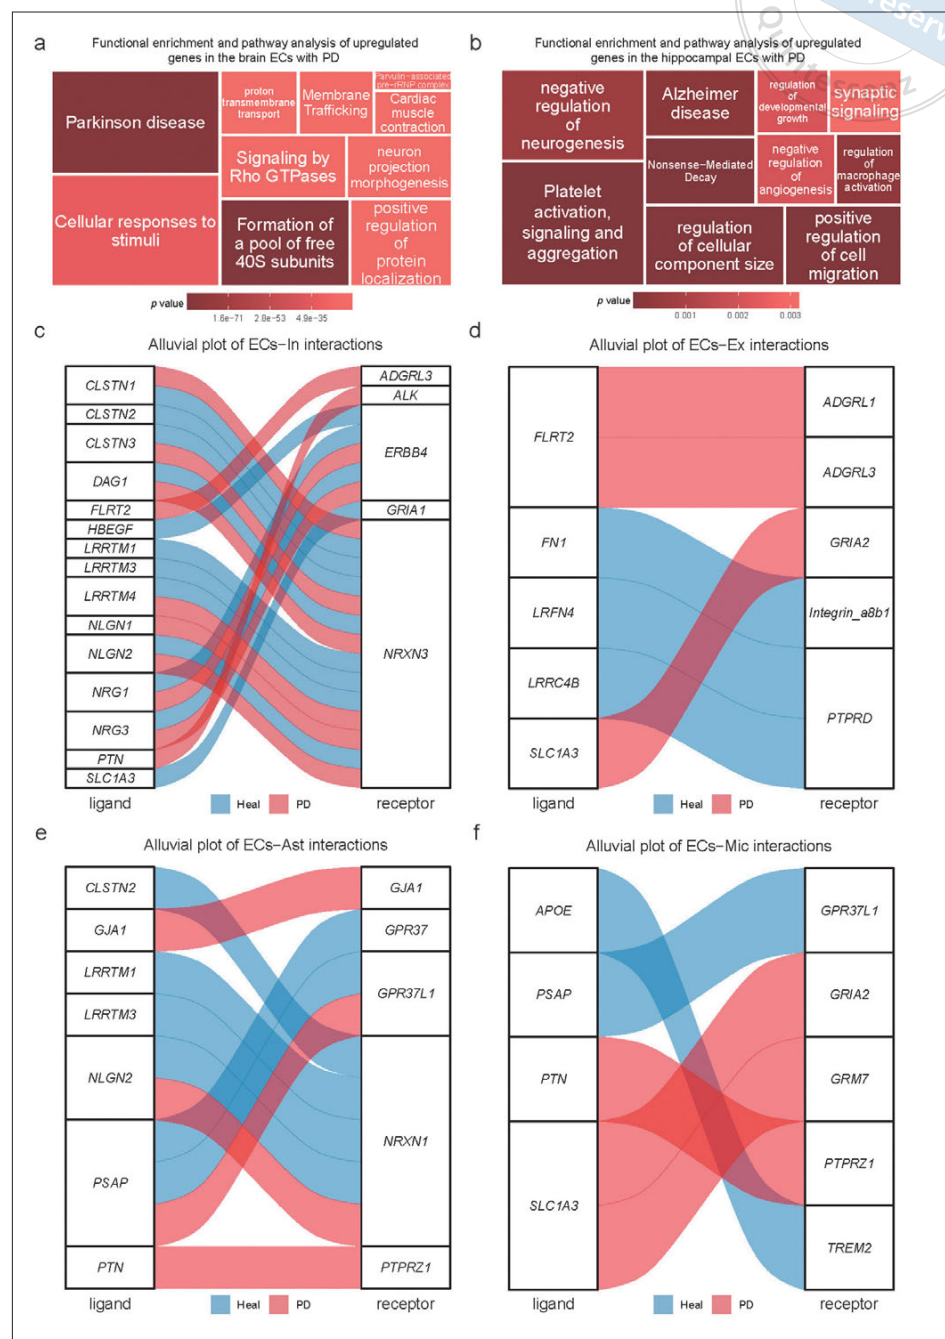 a
Functional enrichment and pathway analysis of upregulated
genes in the brain ECs with PD
Parkinson disease
Cellular responses to
stimuli
proton
transmembrane
transport
Membrane
Trafficking
Parvulin-associated
pre-rRNP complex
Cardiac
muscle
contraction
Signaling by
Rho GTPases
neuron
projection
morphogenesis
Formation of
a pool of free
40S subunits
positive
regulation
of
protein
localization
p value
1.6e-71 2.8e-53 4.9e-35
b
Functional enrichment and pathway analysis of upregulated
genes in the hippocampal ECs with PD
negative
regulation
of
neurogenesis
Platelet
activation,
signaling and
aggregation
Alzheimer
disease
regulation
of
developmental
growth
synaptic
signaling
Nonsense-Mediated
Decay
negative
regulation
of
angiogenesis
regulation
of
macrophage
activation
regulation
of cellular
component size
positive
regulation
of cell
migration
p value
0.001 0.002 0.003
c
Alluvial plot of ECs-In interactions
CLSTN1
CLSTN2
CLSTN3
DAG1
FLRT2
HBEGF
LRRTM1
LRRTM3
LRRTM4
NLGN1
NLGN2
NRG1
NRG3
PTN
SLC1A3
ADGRL3
ALK
ERBB4
GRIA1
NRXN3
ligand
Heal PD
receptor
d
Alluvial plot of ECs-Ex interactions
FLRT2
FN1
LRFN4
LRRC4B
SLC1A3
ADGRL1
ADGRL3
GRIA2
Integrin_a8b1
PTPRD
ligand
Heal PD
receptor
e
Alluvial plot of ECs-Ast interactions
CLSTN2
GJA1
LRRTM1
LRRTM3
NLGN2
PSAP
PTN
GJA1
GPR37
GPR37L1
NRXN1
PTPRZ1
ligand
Heal PD
receptor
f
Alluvial plot of ECs-Mic interactions
APOE
PSAP
PTN
SLC1A3
GPR37L1
GRIA2
GRM7
PTPRZ1
TREM2
ligand
Heal PD
receptor